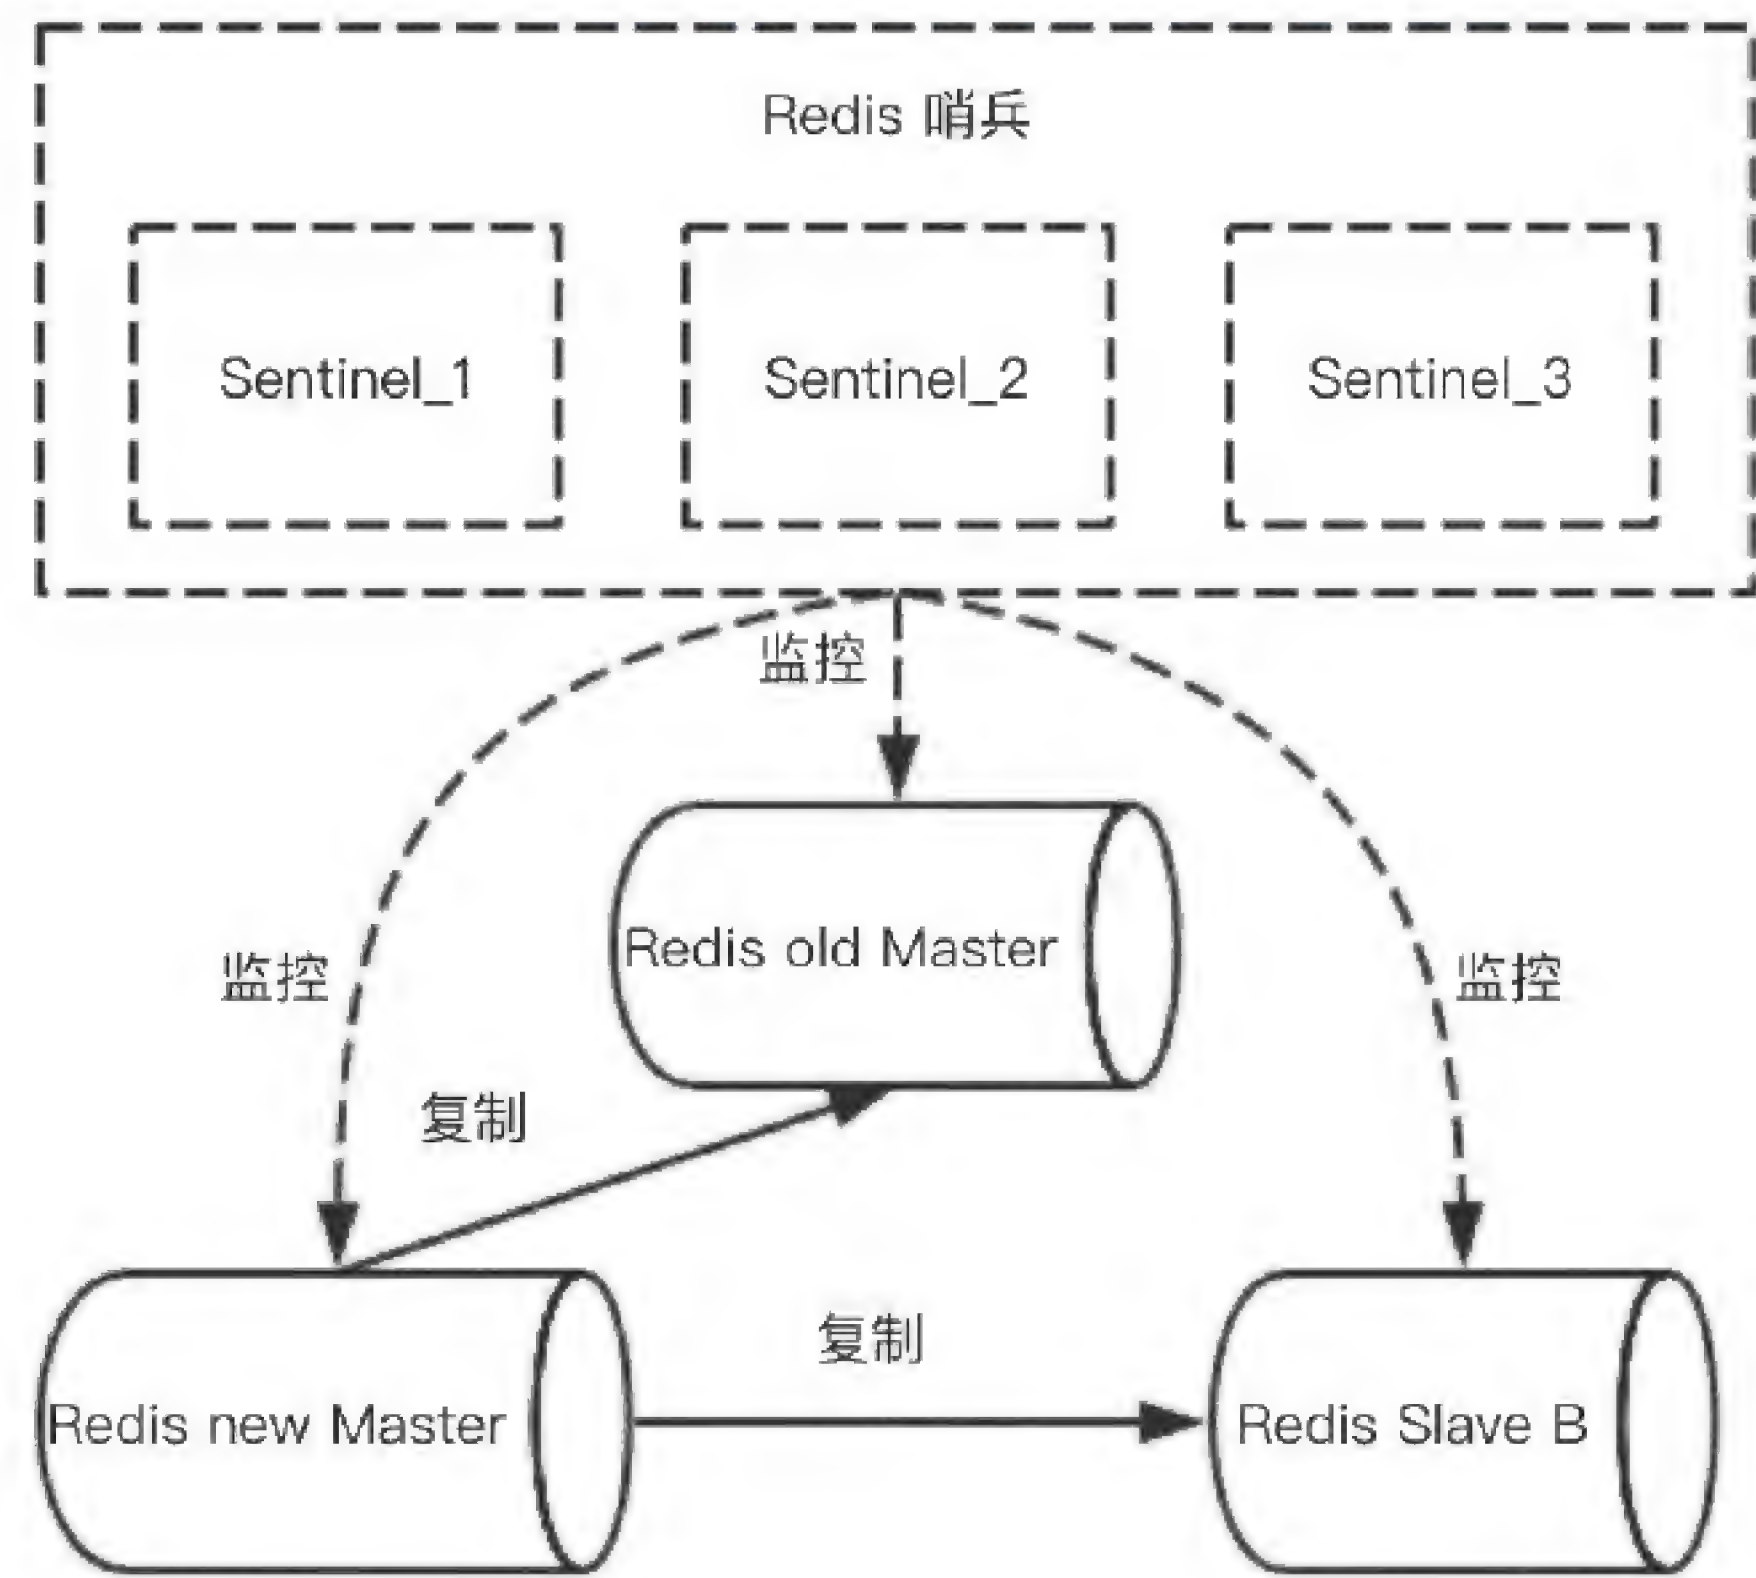 Redis 哨兵
Sentinel_1
Sentinel_2
Sentinel_3
监控
Redis old Master
监控
监控
复制
复制
Redis new Master
Redis Slave B